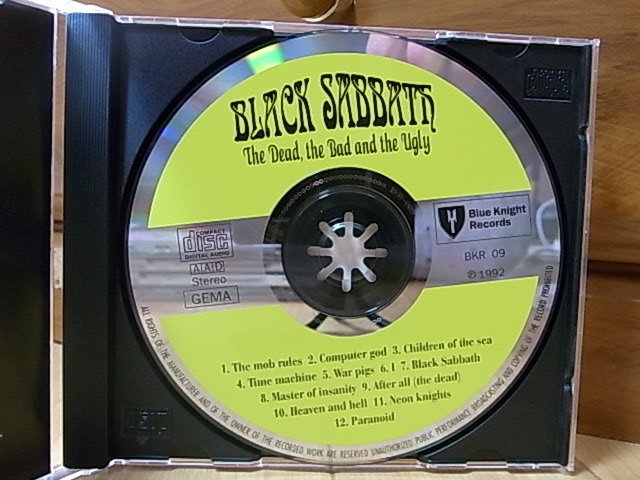 BLACK SABBATH
The Dead, the Bad and the Ugly
COMPACT
disc
DIGITAL AUDIO
AAD
Stereo
GEMA
Blue Knight
Records
BKR 09
℗ 1992
1. The mob rules 2. Computer god 3. Children of the sea
4. Time machine 5. War pigs 6. I 7. Black Sabbath
8. Master of insanity 9. After all (the dead)
10. Heaven and hell 11. Neon knights
12. Paranoid
ALL RIGHTS OF THE MANUFACTURER AND OF THE OWNER OF THE RECORDED WORK ARE RESERVED UNAUTHORIZED PUBLIC PERFORMANCE BROADCASTING AND COPYING OF THE RECORD PROHIBITED